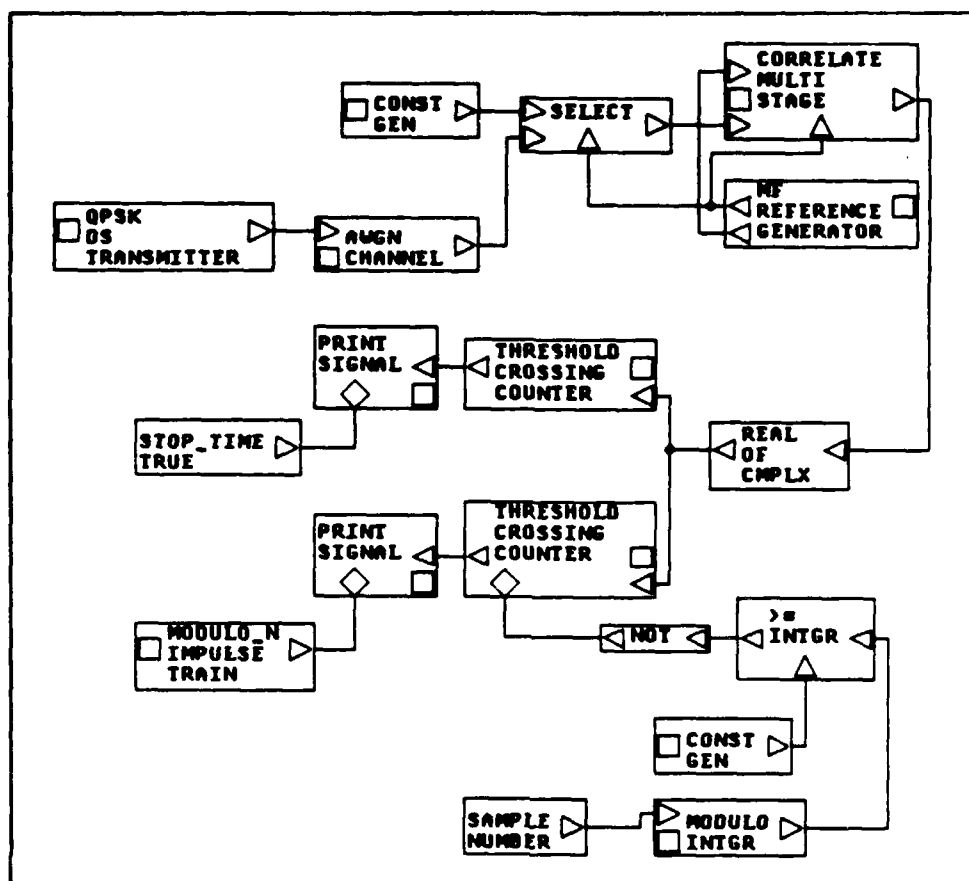 CORRELATE
MULTI
STAGE
CONST
GEN
SELECT
MF
REFERENCE
GENERATOR
QPSK
DS
TRANSMITTER
AWGN
CHANNEL
PRINT
SIGNAL
THRESHOLD
CROSSING
COUNTER
STOP_TIME
TRUE
REAL
OF
CMPLX
PRINT
SIGNAL
THRESHOLD
CROSSING
COUNTER
MODULO_N
IMPULSE
TRAIN
NOT
>=
INTGR
CONST
GEN
SAMPLE
NUMBER
MODULO
INTGR